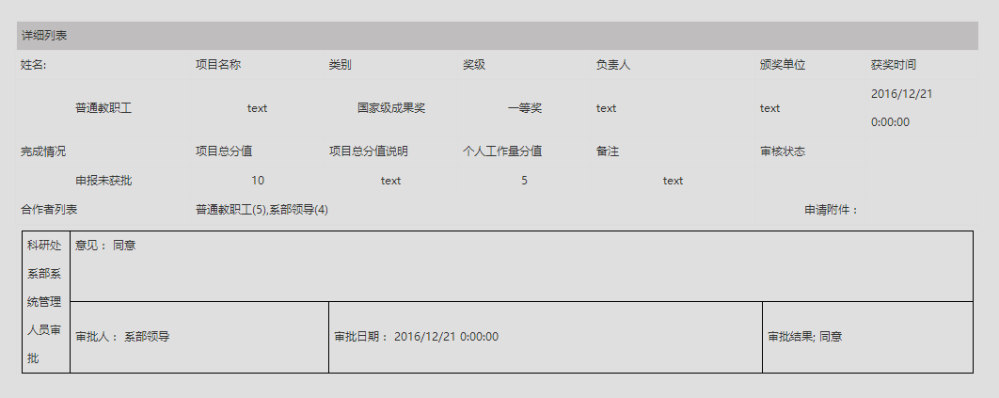 详细列表
姓名: 项目名称 类别 奖级 负责人 颁奖单位 获奖时间
普通教职工 text 国家级成果奖 一等奖 text text 2016/12/21
0:00:00
完成情况 项目总分值 项目总分值说明 个人工作量分值 备注 审核状态
申报未获批 10 text 5 text
合作者列表 普通教职工(5),系部领导(4) 申请附件：
科研处
系部系
统管理
人员审
批
意见： 同意
审批人： 系部领导 审批日期： 2016/12/21 0:00:00 审批结果; 同意